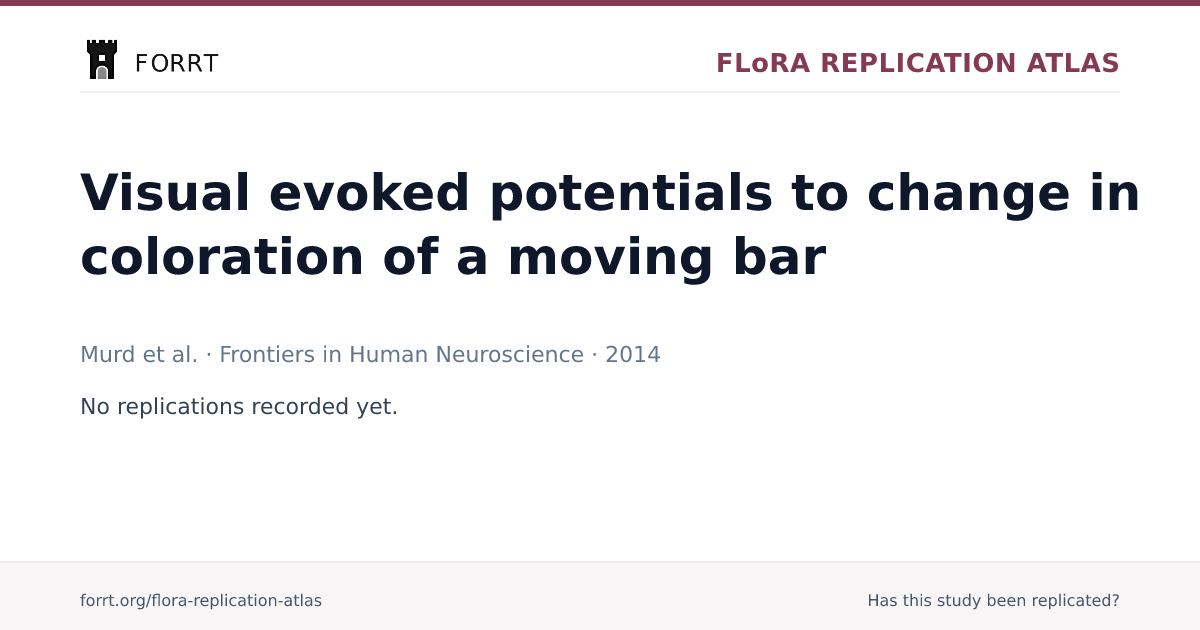 FORRT
FLoRA REPLICATION ATLAS
Visual evoked potentials to change in
coloration of a moving bar
Murd et al. · Frontiers in Human Neuroscience · 2014
No replications recorded yet.
forrt.org/flora-replication-atlas
Has this study been replicated?